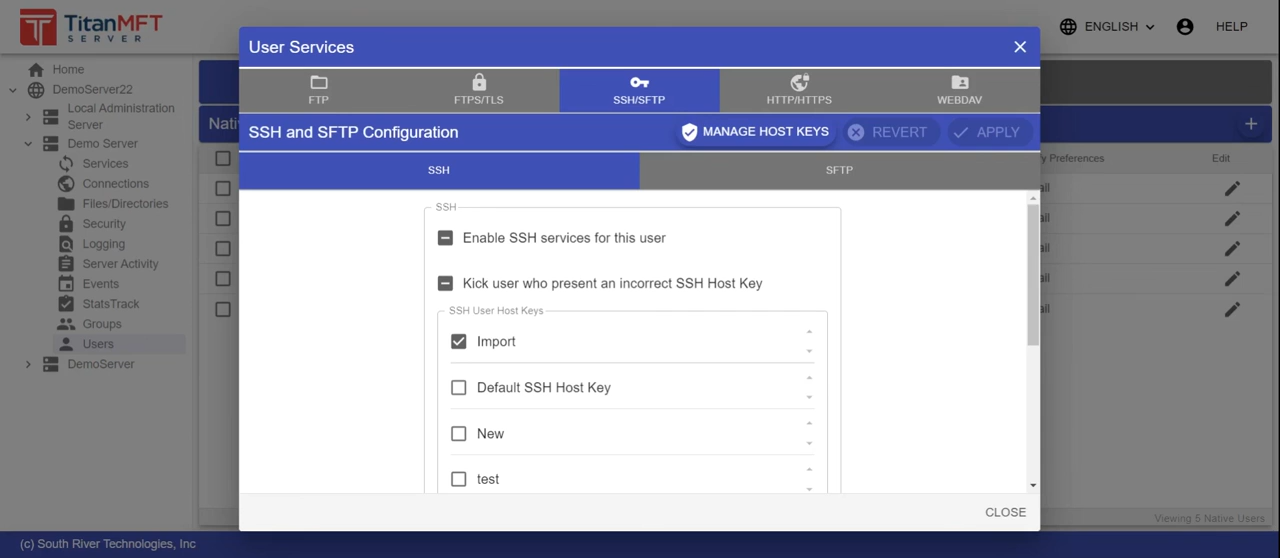 TitanMFT
SERVER
ENGLISH
HELP
Home
DemoServer22
Local Administration
Server
Demo Server
Services
Connections
Files/Directories
Security
Logging
Server Activity
Events
StatsTrack
Groups
Users
DemoServer
User Services
FTP
FTPS/TLS
SSH/SFTP
HTTP/HTTPS
WEBDAV
SSH and SFTP Configuration
MANAGE HOST KEYS
REVERT
APPLY
SSH
SFTP
SSH
Enable SSH services for this user
Kick user who present an incorrect SSH Host Key
SSH User Host Keys
Import
Default SSH Host Key
New
test
CLOSE
Preferences
Edit
Viewing 5 Native Users
(c) South River Technologies, Inc